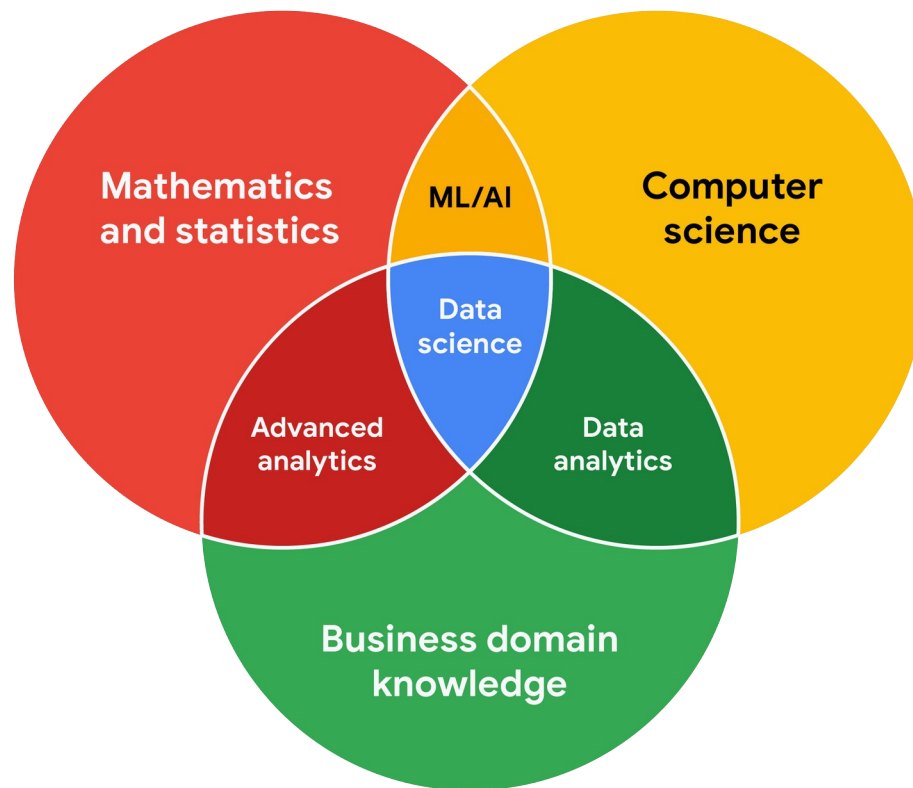 Mathematics
and statistics
ML/AI
Computer
science
Data
science
Advanced
analytics
Data
analytics
Business domain
knowledge